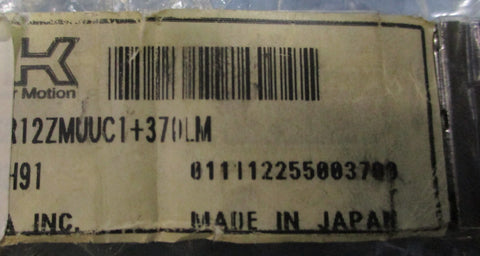 K
r Motion
R12ZMUUC1+370LM
H91 011112255003700
A INC. MADE IN JAPAN